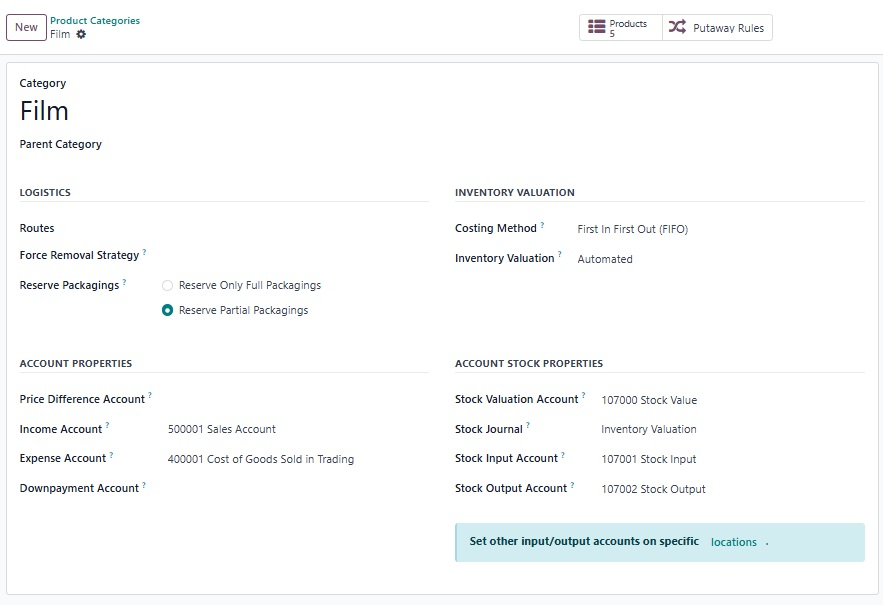 New
Product Categories
Film
Products
5
Putaway Rules
Category
Film
Parent Category
LOGISTICS
Routes
Force Removal Strategy ?
Reserve Packagings ?
Reserve Only Full Packagings
Reserve Partial Packagings
INVENTORY VALUATION
Costing Method ? First In First Out (FIFO)
Inventory Valuation ? Automated
ACCOUNT PROPERTIES
Price Difference Account ?
Income Account ? 500001 Sales Account
Expense Account ? 400001 Cost of Goods Sold in Trading
Downpayment Account ?
ACCOUNT STOCK PROPERTIES
Stock Valuation Account ? 107000 Stock Value
Stock Journal ? Inventory Valuation
Stock Input Account ? 107001 Stock Input
Stock Output Account ? 107002 Stock Output
Set other input/output accounts on specific locations .